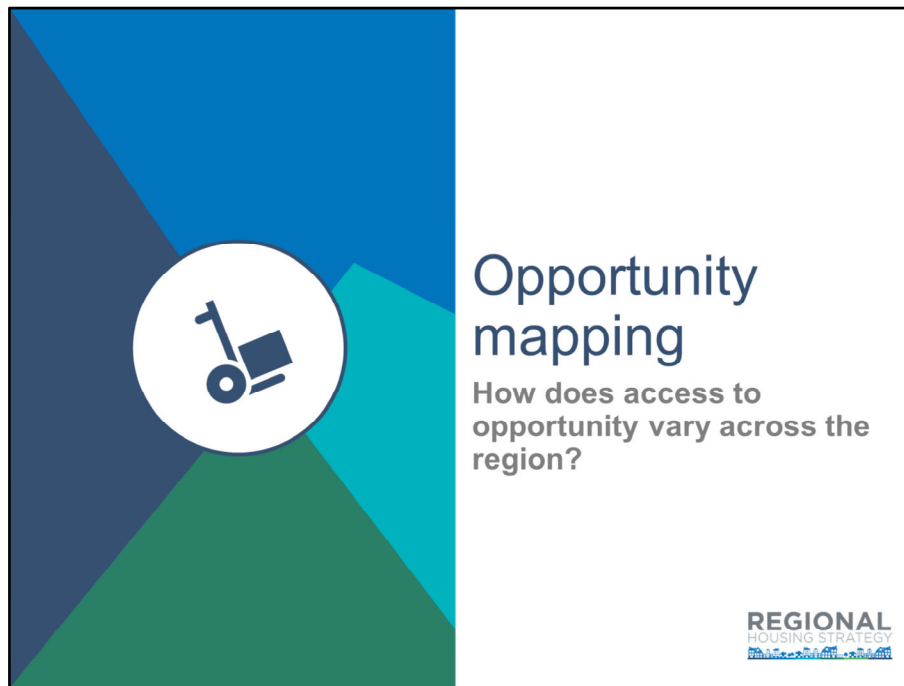 Opportunity
mapping
How does access to
opportunity vary across the
region?
REGIONAL
HOUSING STRATEGY